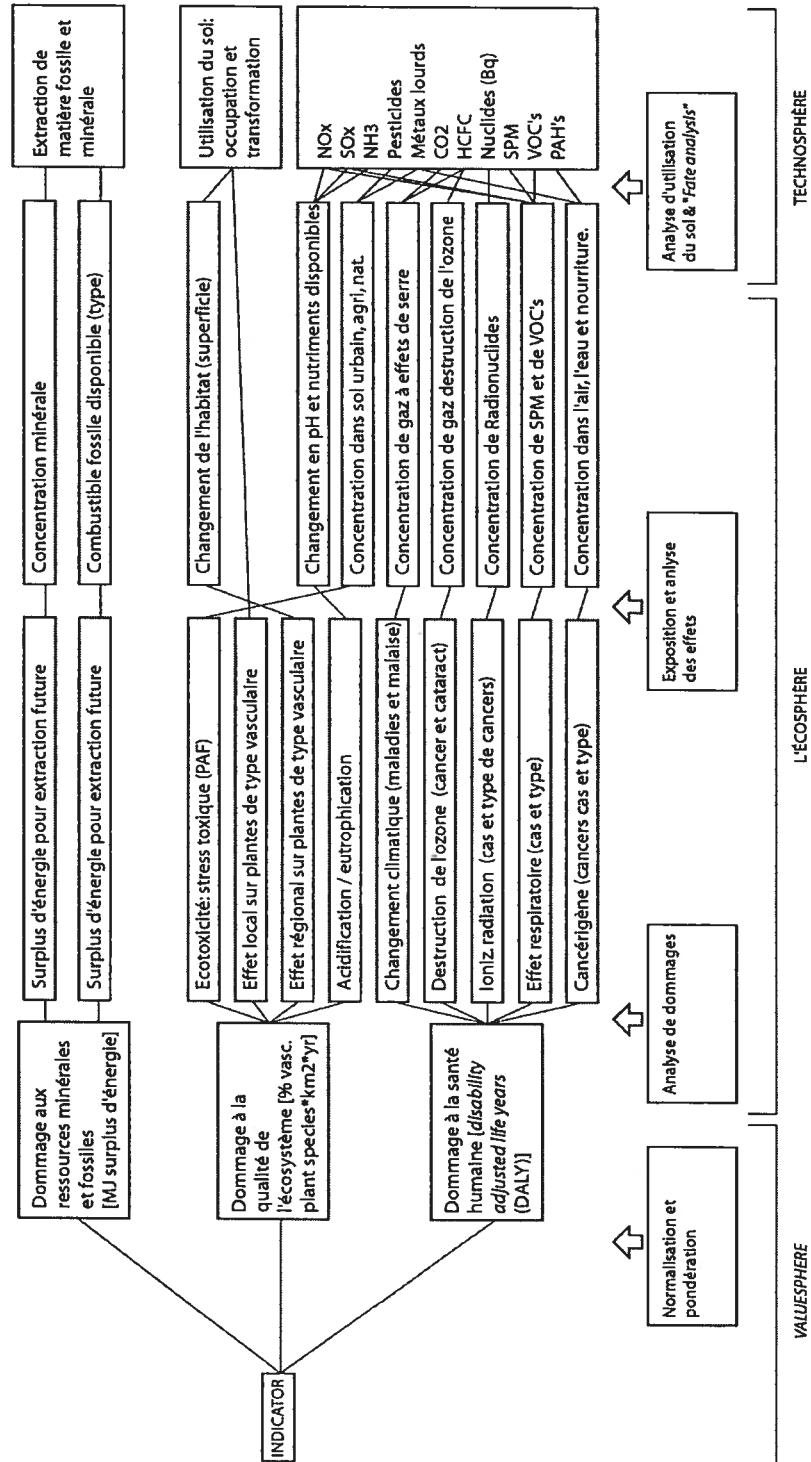 INDICATOR
Dommage aux
ressources minérales
et fossiles
[MJ surplus d'énergie]
Dommage à la
qualité de
l'écosystème [% vasc.
plant species*km2*yr]
Dommage à la santé
humaine [disability
adjusted life years
(DALY)]
Surplus d'énergie pour extraction future
Surplus d'énergie pour extraction future
Ecotoxicité: stress toxique (PAF)
Effet local sur plantes de type vasculaire
Effet régional sur plantes de type vasculaire
Acidification / eutrophication
Changement climatique (maladies et malaise)
Destruction de l'ozone (cancer et cataract)
Ioniz. radiation (cas et type de cancers)
Effet respiratoire (cas et type)
Cancérigène (cancers cas et type)
Concentration minérale
Combustible fossile disponible (type)
Changement de l'habitat (superficie)
Changement en pH et nutriments disponibles
Concentration dans sol urbain, agri, nat.
Concentration de gaz à effets de serre
Concentration de gaz destruction de l'ozone
Concentration de Radionuclides
Concentration de SPM et de VOC's
Concentration dans l'air, l'eau et nourriture.
Extraction de
matière fossile et
minérale
Utilisation du sol:
occupation et
transformation
NOx
SOx
NH3
Pesticides
Métaux lourds
CO2
HCFC
Nuclides (Bq)
SPM
VOC's
PAH's
Normalisation et
pondération
Analyse de dommages
Exposition et anlyse
des effets
Analyse d'utilisation
du sol & "Fate analysis"
VALUESPHERE
L'ÉCOSPHÈRE
TECHNOSPHÈRE